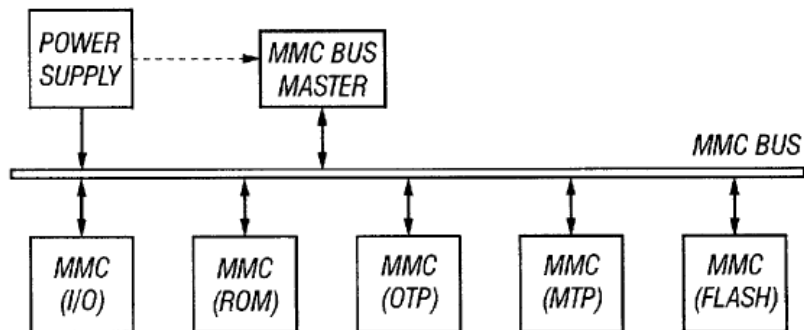 POWER
SUPPLY
MMC BUS
MASTER
MMC BUS
MMC
(I/O)
MMC
(ROM)
MMC
(OTP)
MMC
(MTP)
MMC
(FLASH)